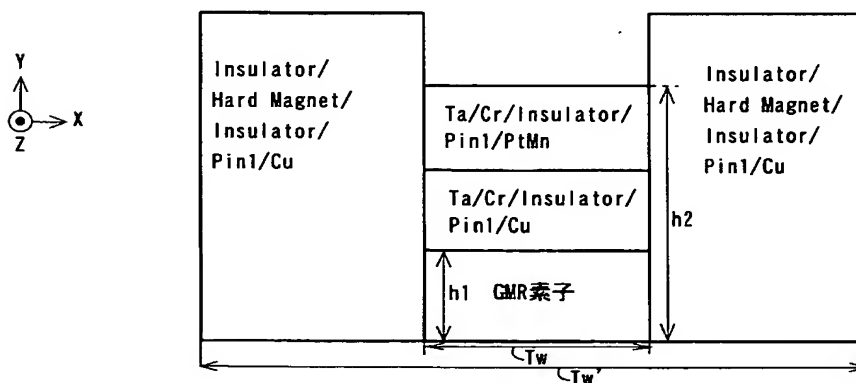 Y
X
Z
Insulator/
Hard Magnet/
Insulator/
Pin1/Cu
Ta/Cr/Insulator/
Pin1/PtMn
Ta/Cr/Insulator/
Pin1/Cu
h1 GMR素子
Insulator/
Hard Magnet/
Insulator/
Pin1/Cu
h2
Tw
Tw'